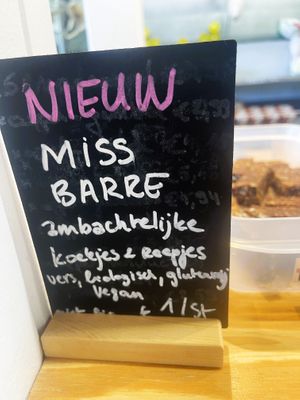 NIEUW
MISS
BARRE
ambachtelijke
koekjes & reepjes
vers, biologisch, glutenvrij
vegan
€ 1/St